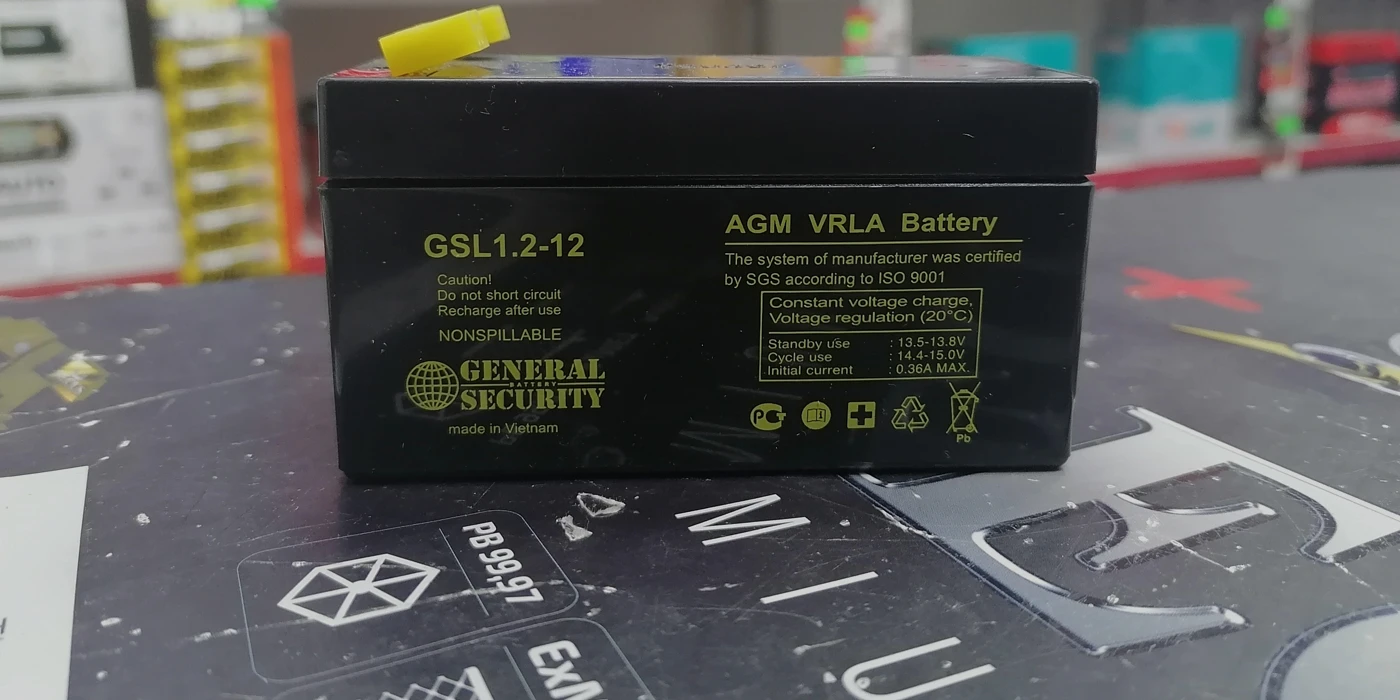 GSL1.2-12
Caution!
Do not short circuit
Recharge after use
NONSPILLABLE
GENERAL
BATTERY
SECURITY
made in Vietnam
AGM VRLA Battery
The system of manufacturer was certified
by SGS according to ISO 9001
Constant voltage charge,
Voltage regulation (20°C)
Standby use : 13.5-13.8V
Cycle use : 14.4-15.0V
Initial current : 0.36A MAX.
РСТ
Pb
PB 99,97
M
I
U